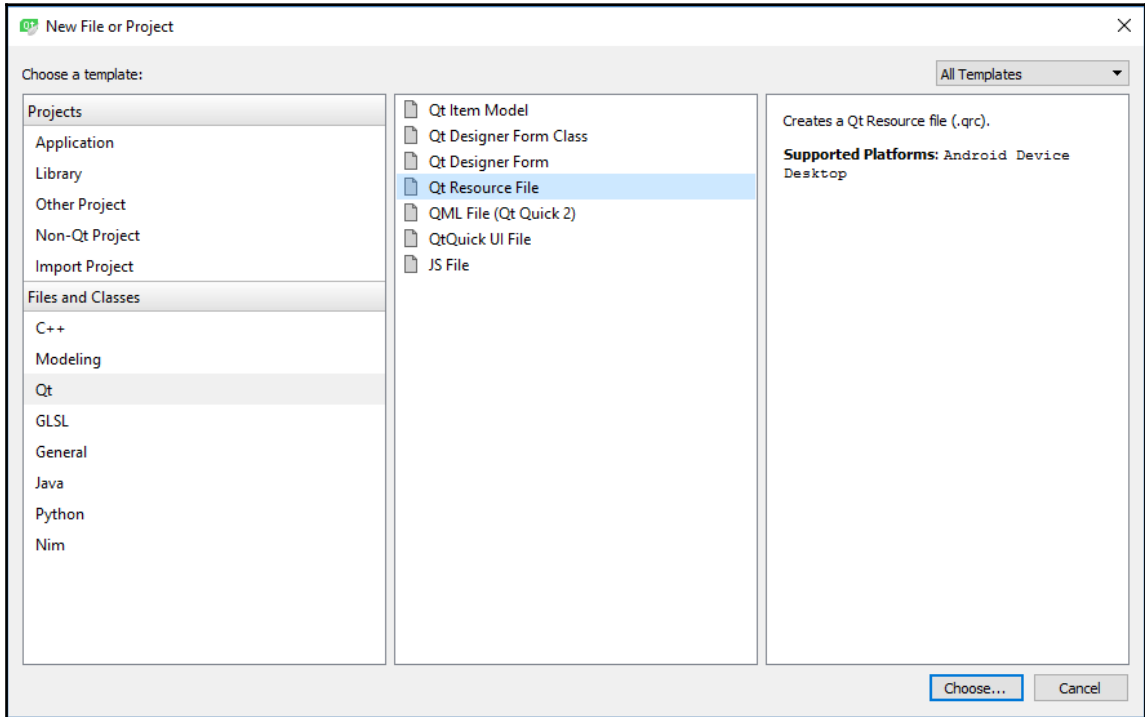 New File or Project
Choose a template:
All Templates
Projects
Application
Library
Other Project
Non-Qt Project
Import Project
Files and Classes
C++
Modeling
Qt
GLSL
General
Java
Python
Nim
Qt Item Model
Qt Designer Form Class
Qt Designer Form
Qt Resource File
QML File (Qt Quick 2)
QtQuick UI File
JS File
Creates a Qt Resource file (.qrc).
Supported Platforms: Android Device
Desktop
Choose...
Cancel